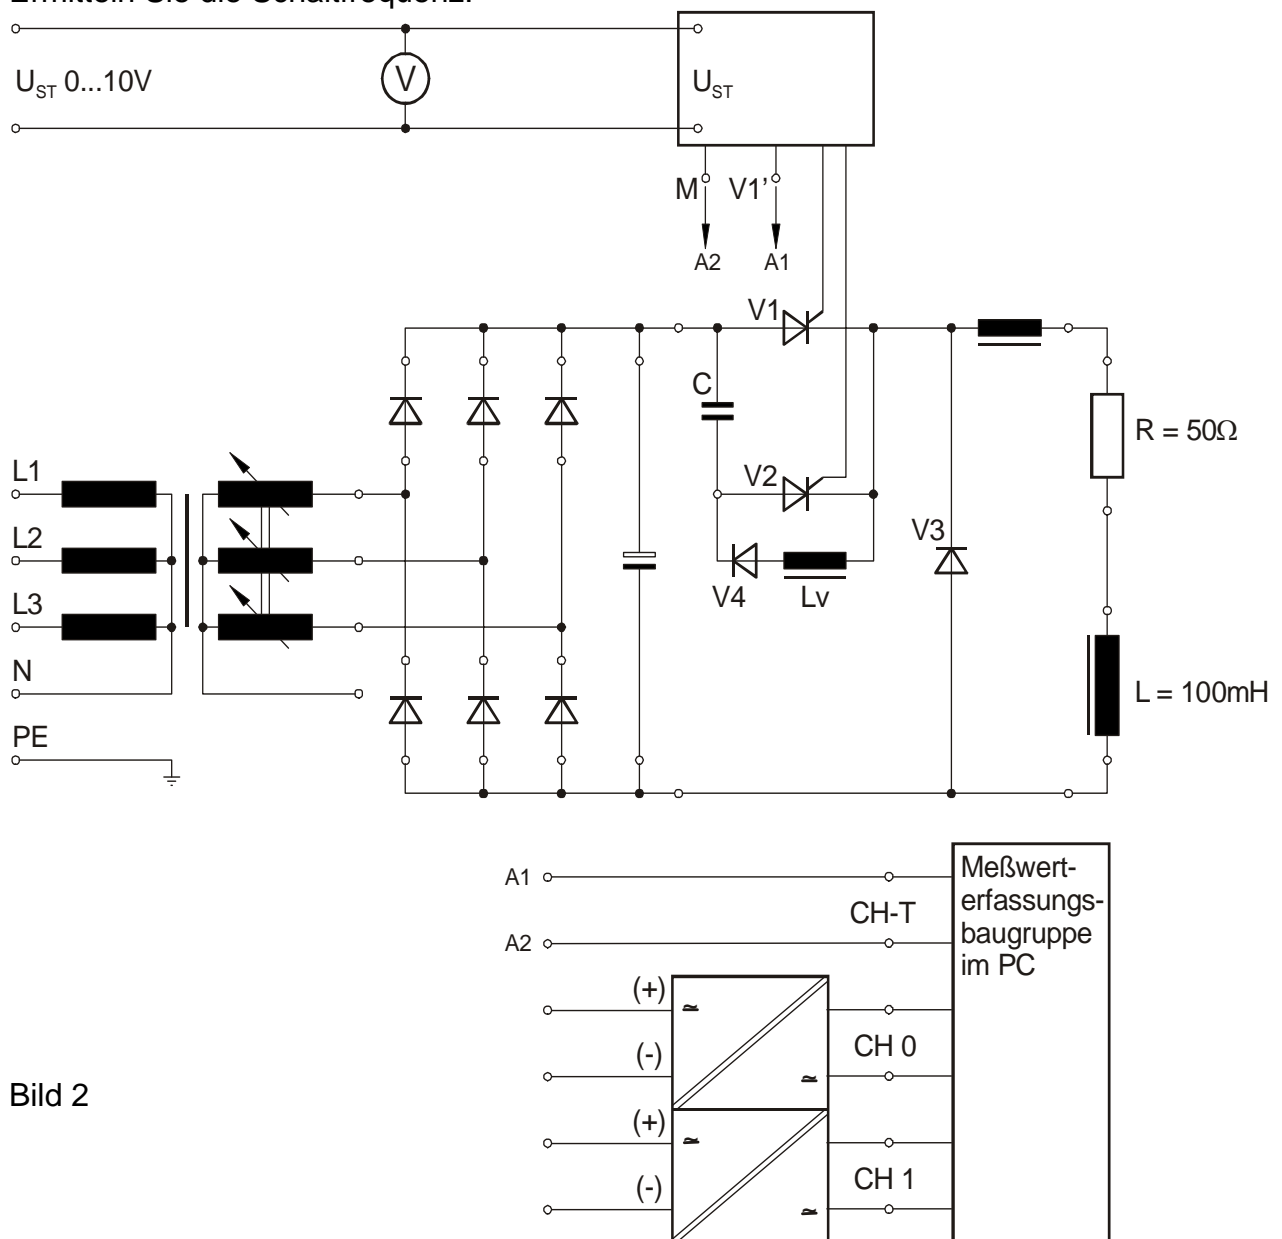 Ermitteln Sie die Schaltfrequenz.
U_ST 0...10V
V
U_ST
M
V1'
A2
A1
V1
C
V2
V3
V4
Lv
R = 50Ω
L1
L2
L3
N
PE
L = 100mH
A1
A2
CH-T
Meßwert-
erfassungs-
baugruppe
im PC
(+)
(-)
CH 0
(+)
(-)
CH 1
Bild 2